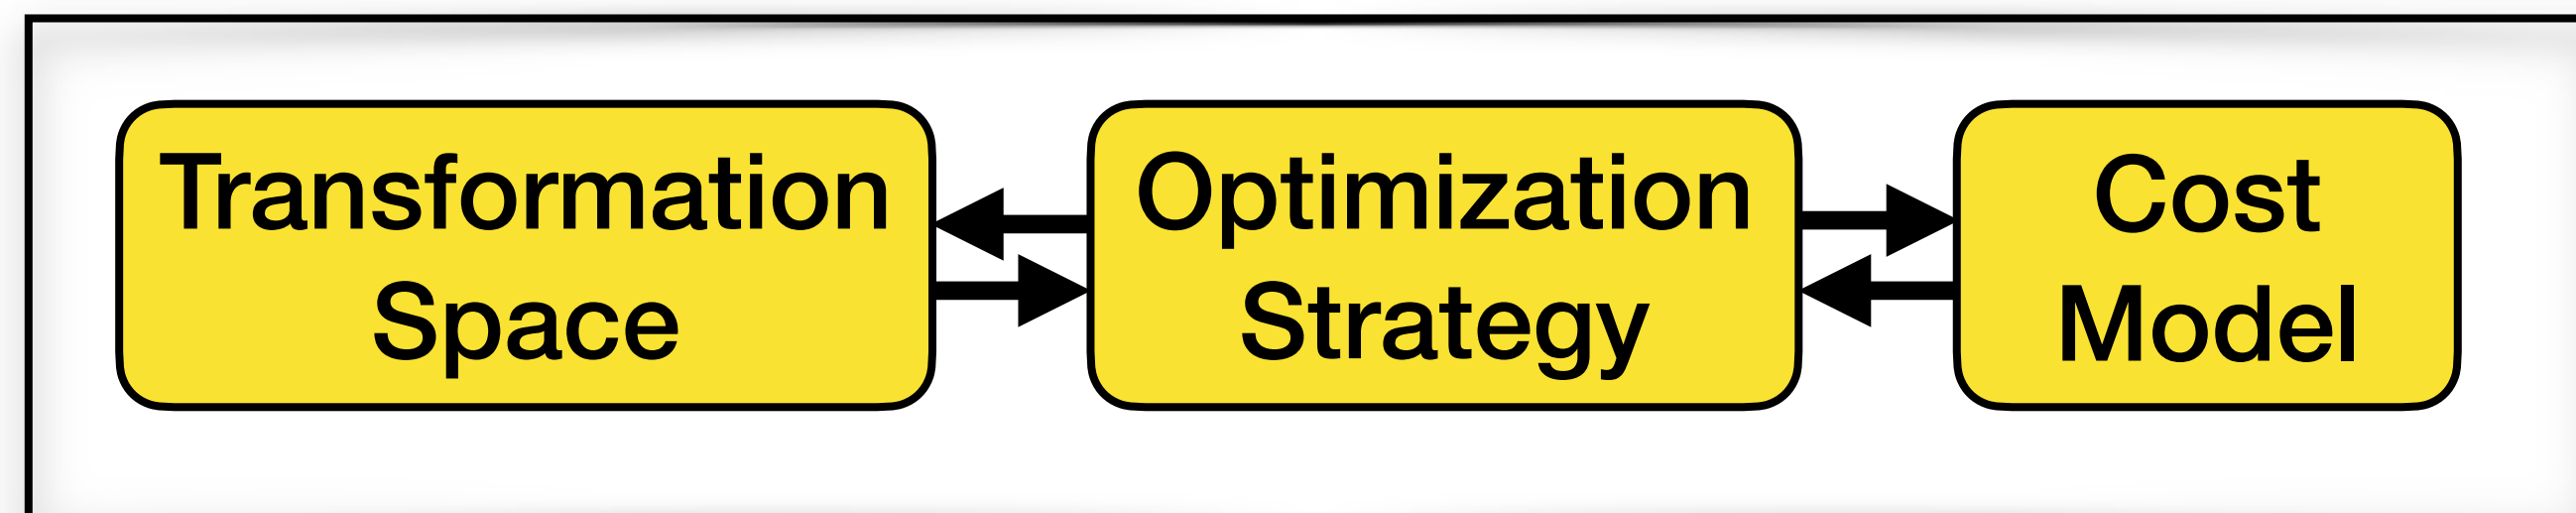 Transformation
Space
Optimization
Strategy
Cost
Model